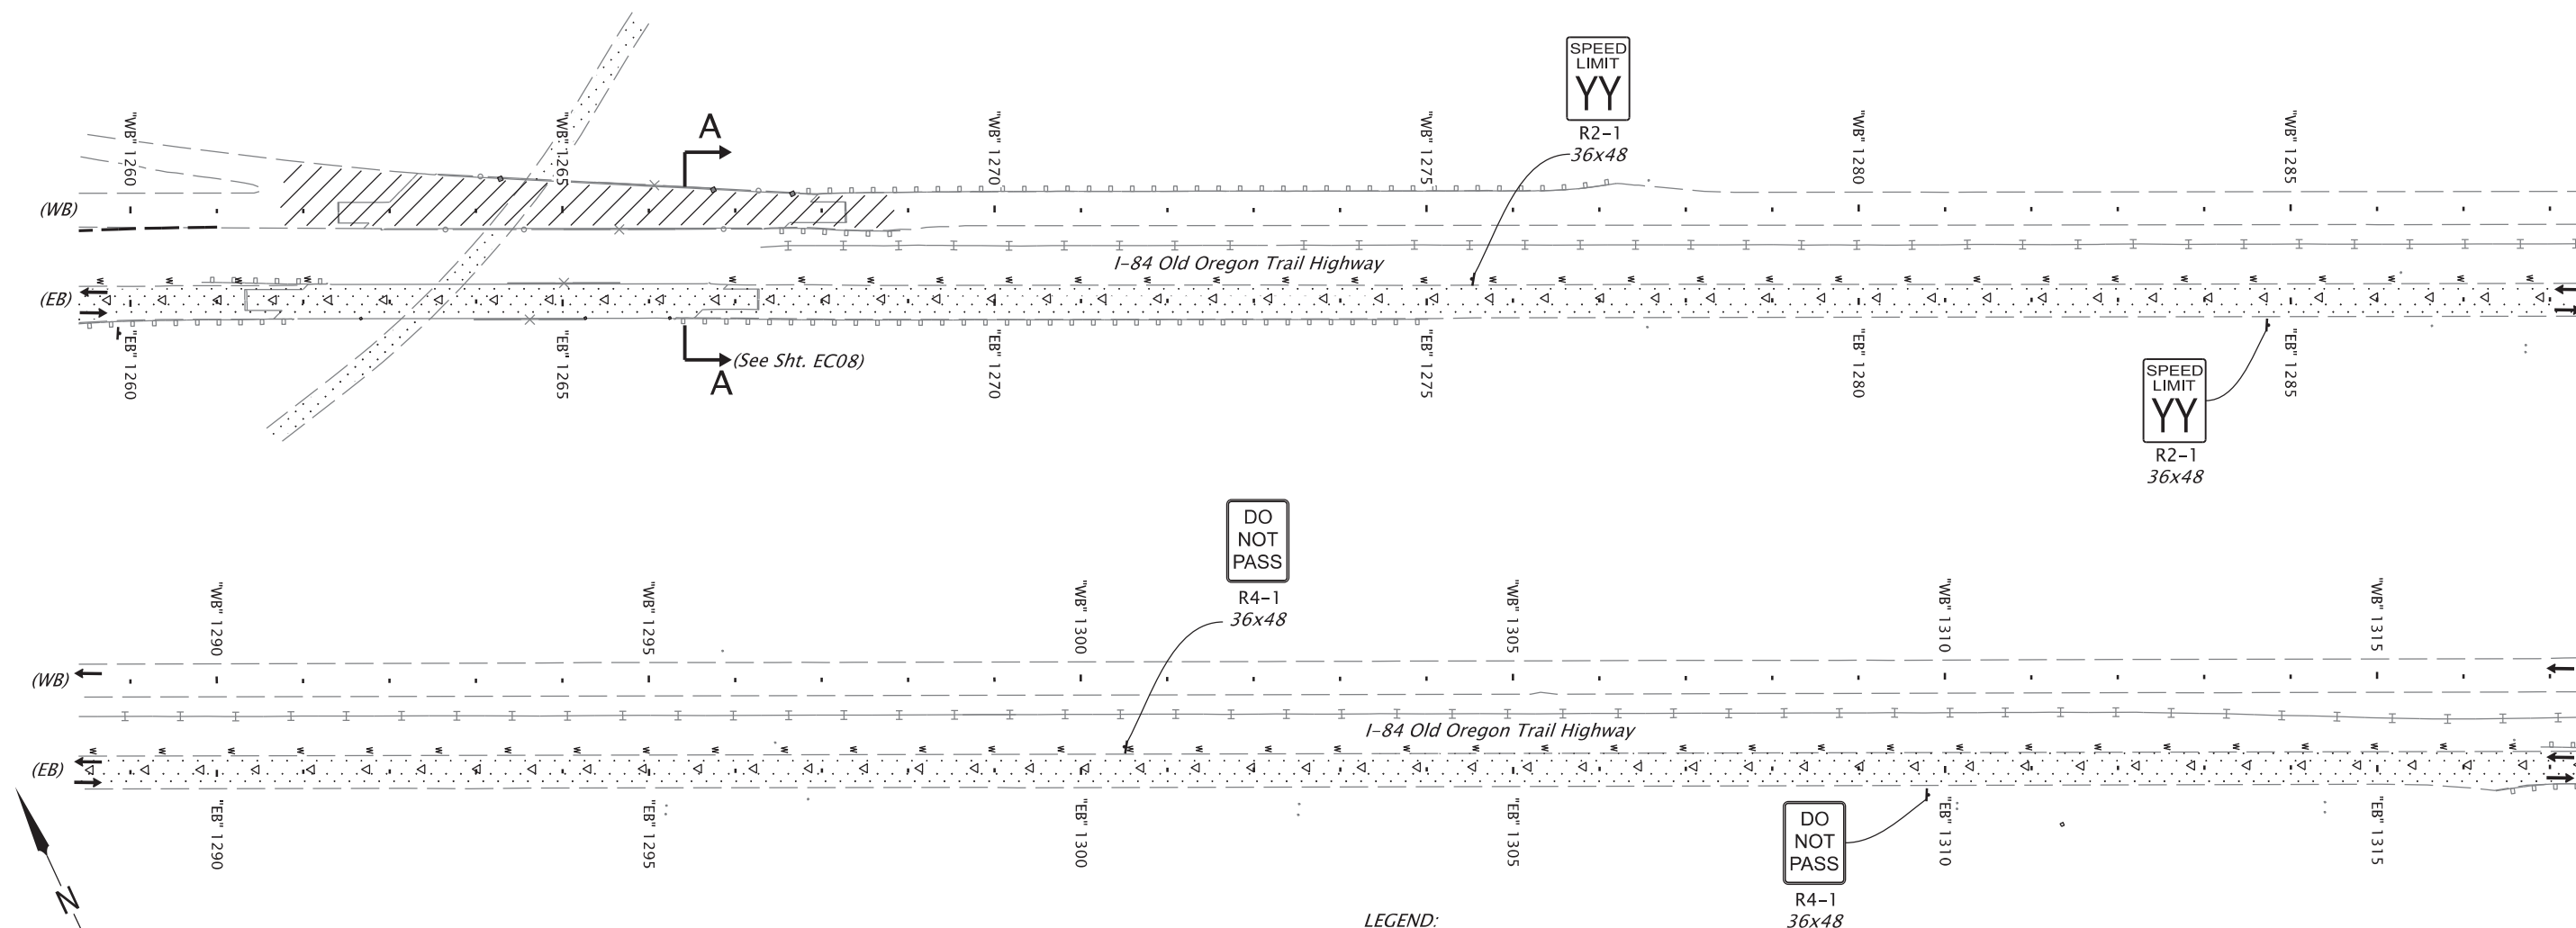 SPEED
LIMIT
YY
R2-1
36x48
"WB" 1260
"WB" 1265
A
"WB" 1270
"WB" 1275
"WB" 1280
"WB" 1285
(WB)
I-84 Old Oregon Trail Highway
(EB)
"EB" 1260
"EB" 1265
A
(See Sht. EC08)
"EB" 1270
"EB" 1275
"EB" 1280
"EB" 1285
SPEED
LIMIT
YY
R2-1
36x48
DO
NOT
PASS
R4-1
36x48
"WB" 1290
"WB" 1295
"WB" 1300
"WB" 1305
"WB" 1310
"WB" 1315
(WB)
I-84 Old Oregon Trail Highway
(EB)
"EB" 1290
"EB" 1295
"EB" 1300
"EB" 1305
"EB" 1310
"EB" 1315
DO
NOT
PASS
R4-1
36x48
N
LEGEND: